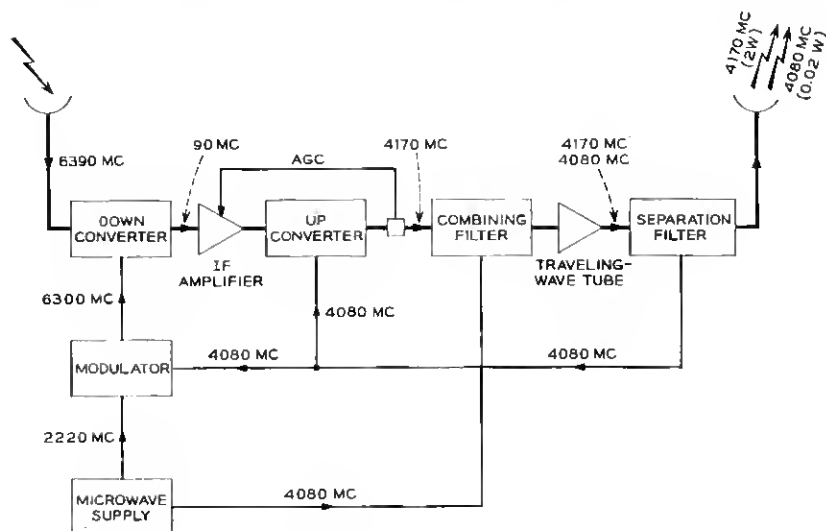 4170 MC
(2W)
4080 MC
(0.02 W)
6390 MC
90 MC
AGC
4170 MC
4170 MC
4080 MC
DOWN
CONVERTER
IF
AMPLIFIER
UP
CONVERTER
COMBINING
FILTER
TRAVELING-
WAVE TUBE
SEPARATION
FILTER
6300 MC
4080 MC
MODULATOR
4080 MC
4080 MC
2220 MC
MICROWAVE
SUPPLY
4080 MC